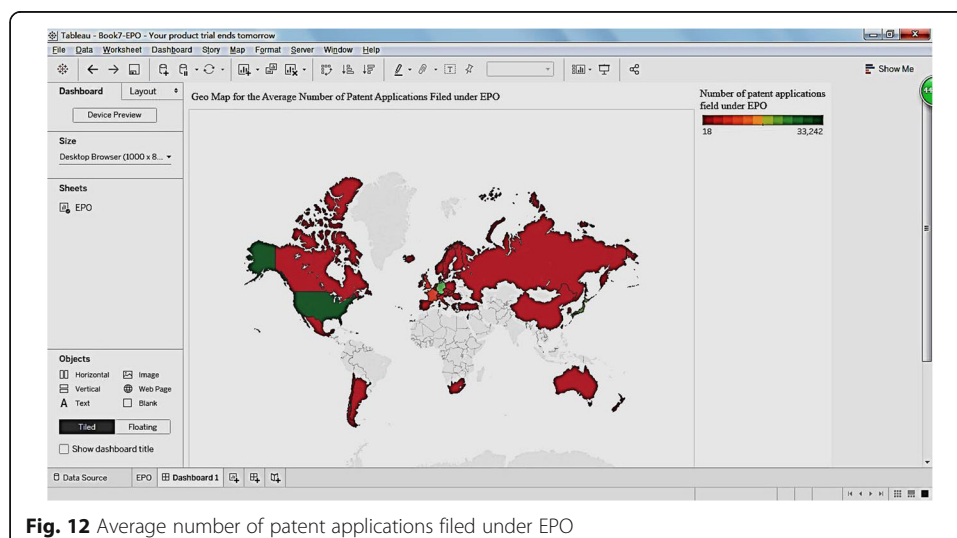 Tableau - Book7-EPO - Your product trial ends tomorrow
File Data Worksheet Dashboard Story Map Format Server Window Help
Show Me
Dashboard Layout
Device Preview
Size
Desktop Browser (1000 x 8...
Sheets
EPO
Geo Map for the Average Number of Patent Applications Filed under EPO
Number of patent applications
field under EPO
18 33,242
44
Objects
Horizontal Image
Vertical Web Page
A Text Blank
Tiled Floating
Show dashboard title
Data Source EPO Dashboard 1
Fig. 12 Average number of patent applications filed under EPO